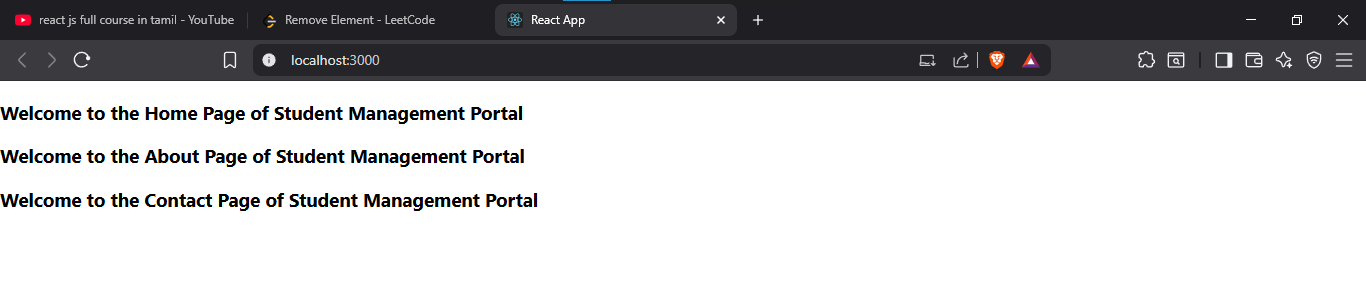 react js full course in tamil - YouTube
Remove Element - LeetCode
React App
localhost:3000
Welcome to the Home Page of Student Management Portal
Welcome to the About Page of Student Management Portal
Welcome to the Contact Page of Student Management Portal